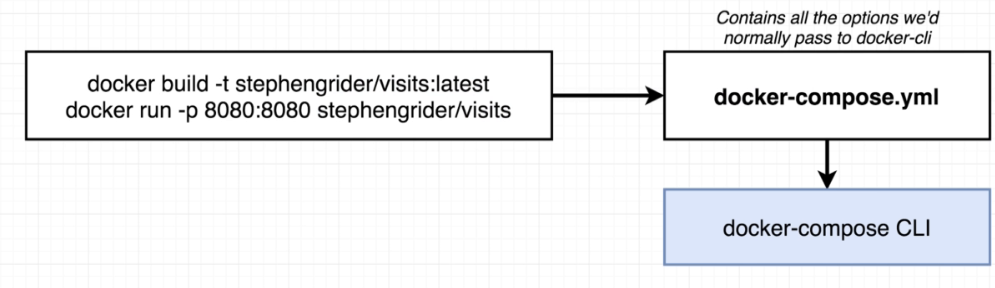 Contains all the options we'd
normally pass to docker-cli
docker build -t stephengrider/visits:latest
docker run -p 8080:8080 stephengrider/visits
docker-compose.yml
docker-compose CLI